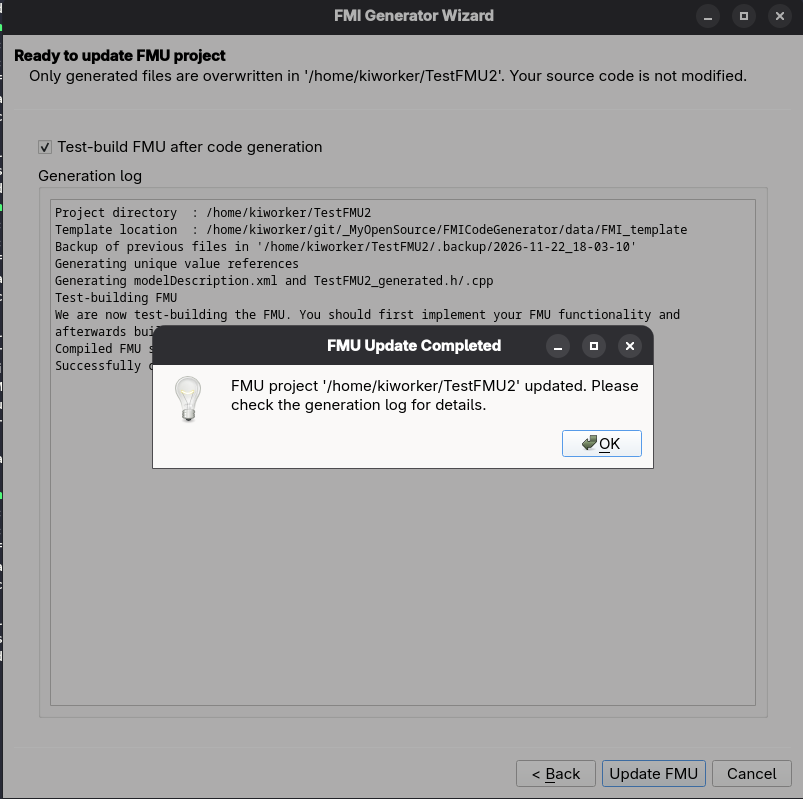 FMI Generator Wizard
Ready to update FMU project
Only generated files are overwritten in '/home/kiworker/TestFMU2'. Your source code is not modified.
Test-build FMU after code generation
Generation log
Project directory  : /home/kiworker/TestFMU2
Template location  : /home/kiworker/git/_MyOpenSource/FMICodeGenerator/data/FMI_template
Backup of previous files in '/home/kiworker/TestFMU2/.backup/2026-11-22_18-03-10'
Generating unique value references
Generating modelDescription.xml and TestFMU2_generated.h/.cpp
Test-building FMU
We are now test-building the FMU. You should first implement your FMU functionality and
afterwards
Compiled FMU
Successfully
FMU Update Completed
FMU project '/home/kiworker/TestFMU2' updated. Please
check the generation log for details.
OK
< Back
Update FMU
Cancel